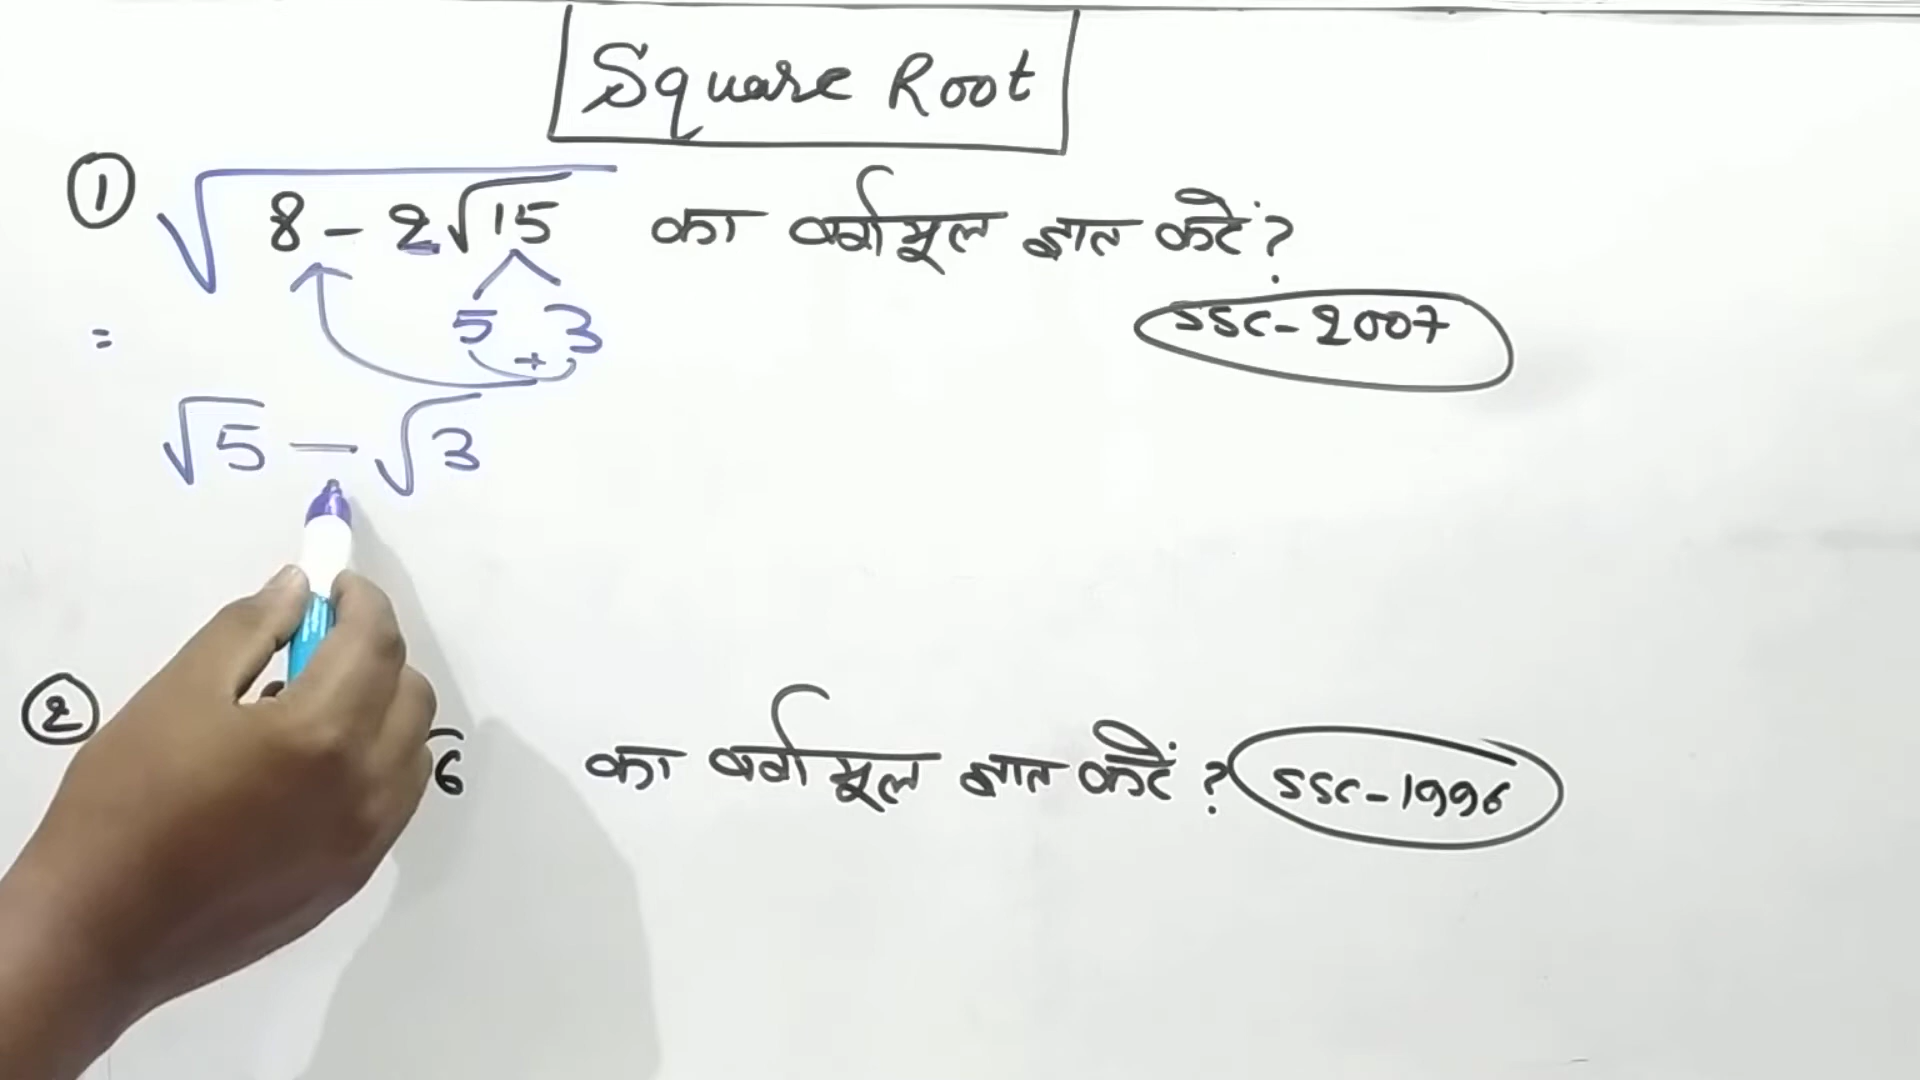 Square Root
① √8 - 2√15 का वर्गमूल ज्ञात करें?
5 + 3
SSC - 2007
=
√5 - √3
② √6 का वर्गमूल ज्ञात करें? SSC - 1996